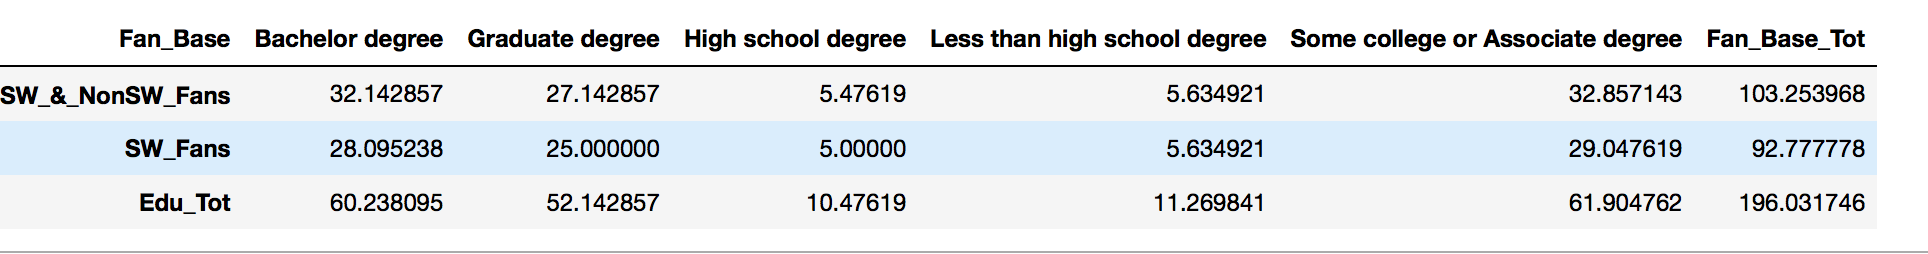 Fan_Base Bachelor degree Graduate degree High school degree Less than high school degree Some college or Associate degree Fan_Base_Tot
SW_&_NonSW_Fans 32.142857 27.142857 5.47619 5.634921 32.857143 103.253968
SW_Fans 28.095238 25.000000 5.00000 5.634921 29.047619 92.777778
Edu_Tot 60.238095 52.142857 10.47619 11.269841 61.904762 196.031746